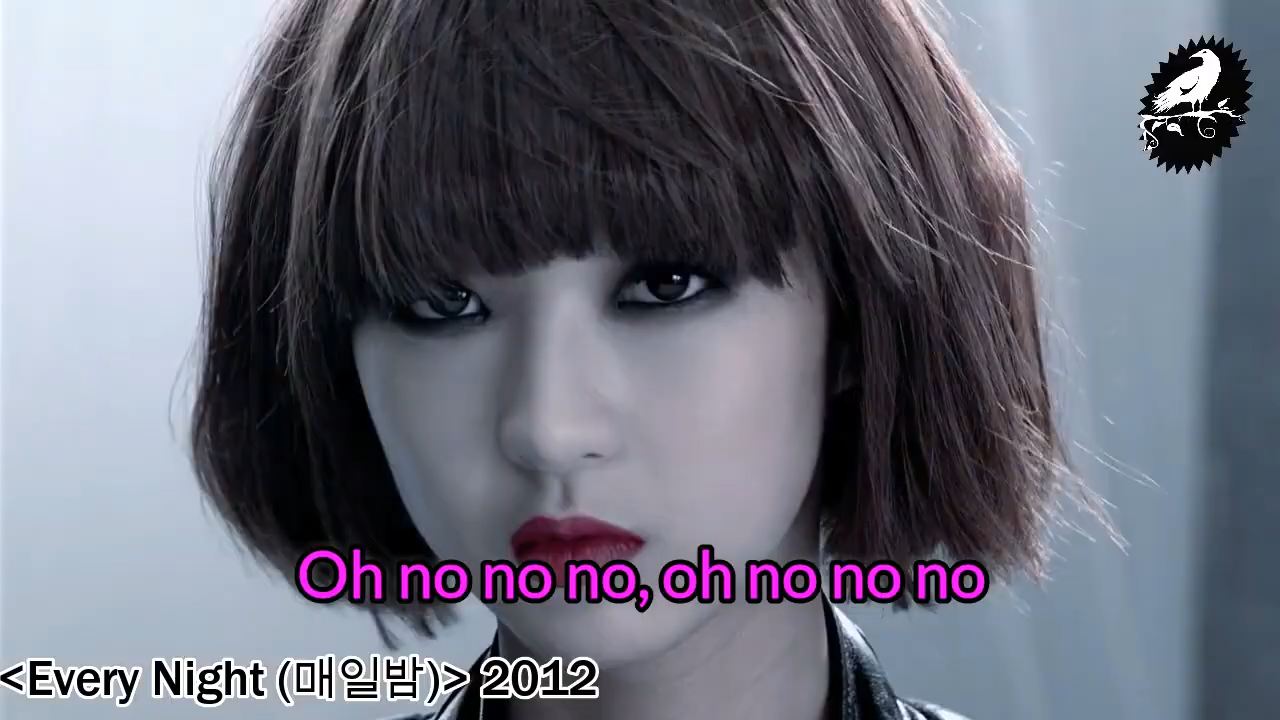 Oh no no no, oh no no no
<Every Night (매일밤)> 2012